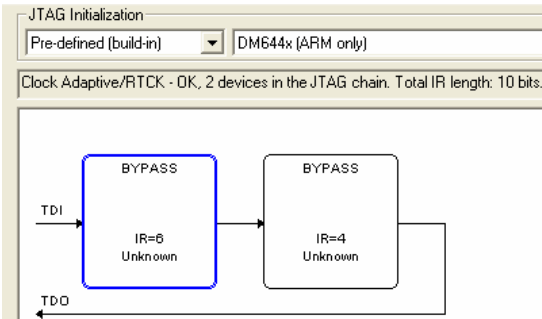 JTAG Initialization
Pre-defined (build-in) DM644x (ARM only)
Clock Adaptive/RTCK - OK, 2 devices in the JTAG chain. Total IR length: 10 bits.
BYPASS BYPASS
TDI
IR=6 IR=4
Unknown Unknown
TDO